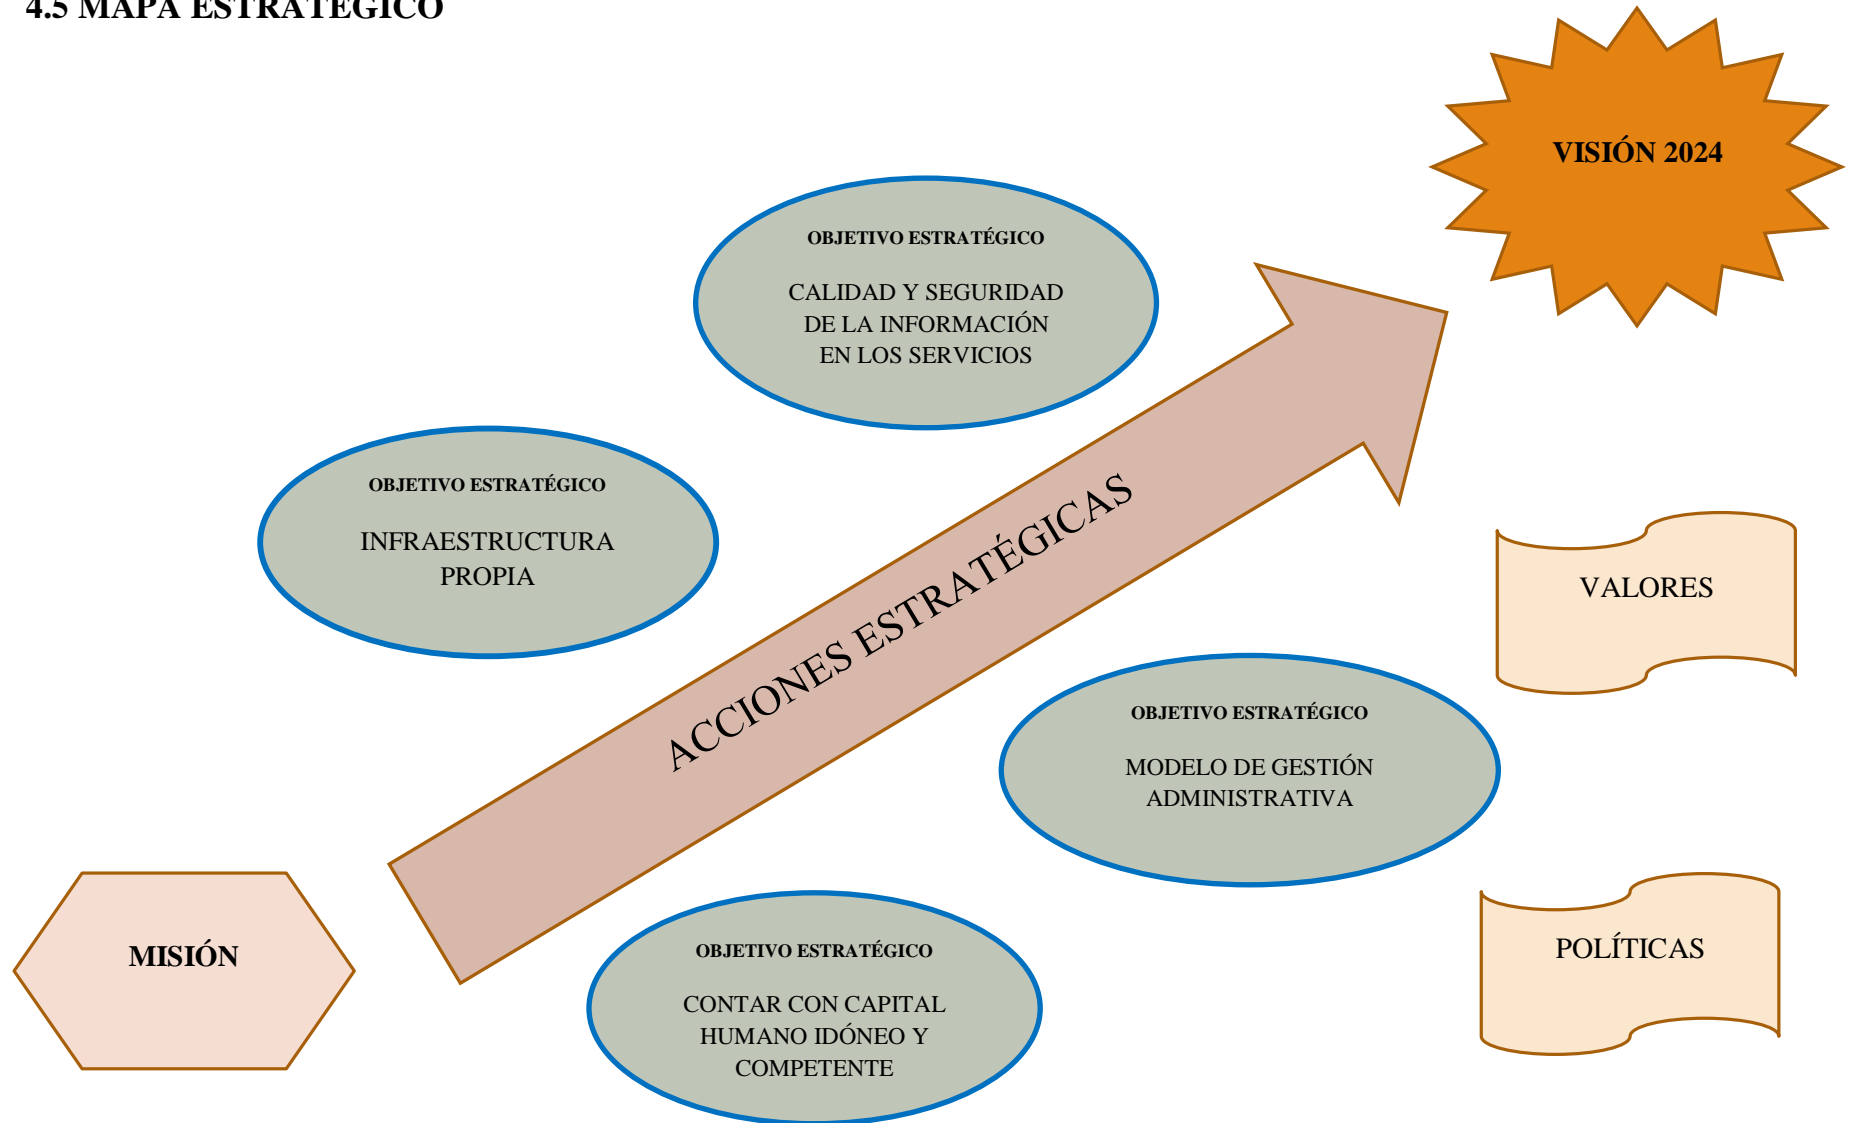 4.5 MAPA ESTRATÉGICO
VISIÓN 2024
OBJETIVO ESTRATÉGICO
CALIDAD Y SEGURIDAD
DE LA INFORMACIÓN
EN LOS SERVICIOS
OBJETIVO ESTRATÉGICO
INFRAESTRUCTURA
PROPIA
ACCIONES ESTRATÉGICAS
VALORES
OBJETIVO ESTRATÉGICO
MODELO DE GESTIÓN
ADMINISTRATIVA
MISIÓN
OBJETIVO ESTRATÉGICO
CONTAR CON CAPITAL
HUMANO IDÓNEO Y
COMPETENTE
POLÍTICAS